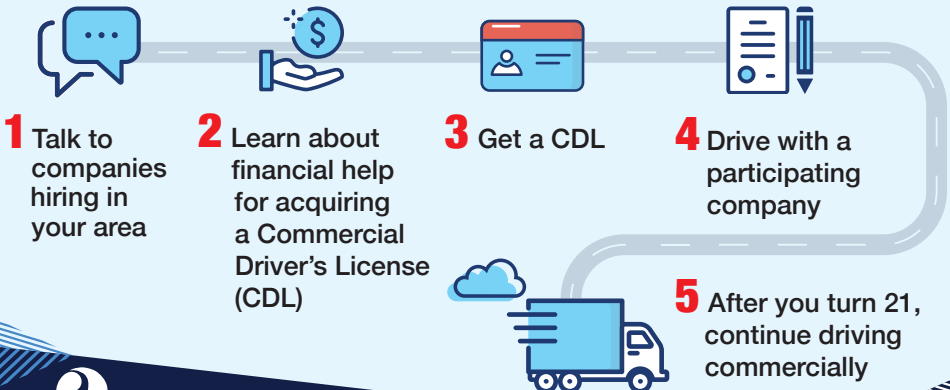 1 Talk to
companies
hiring in
your area
2 Learn about
financial help
for acquiring
a Commercial
Driver's License
(CDL)
3 Get a CDL
4 Drive with a
participating
company
5 After you turn 21,
continue driving
commercially